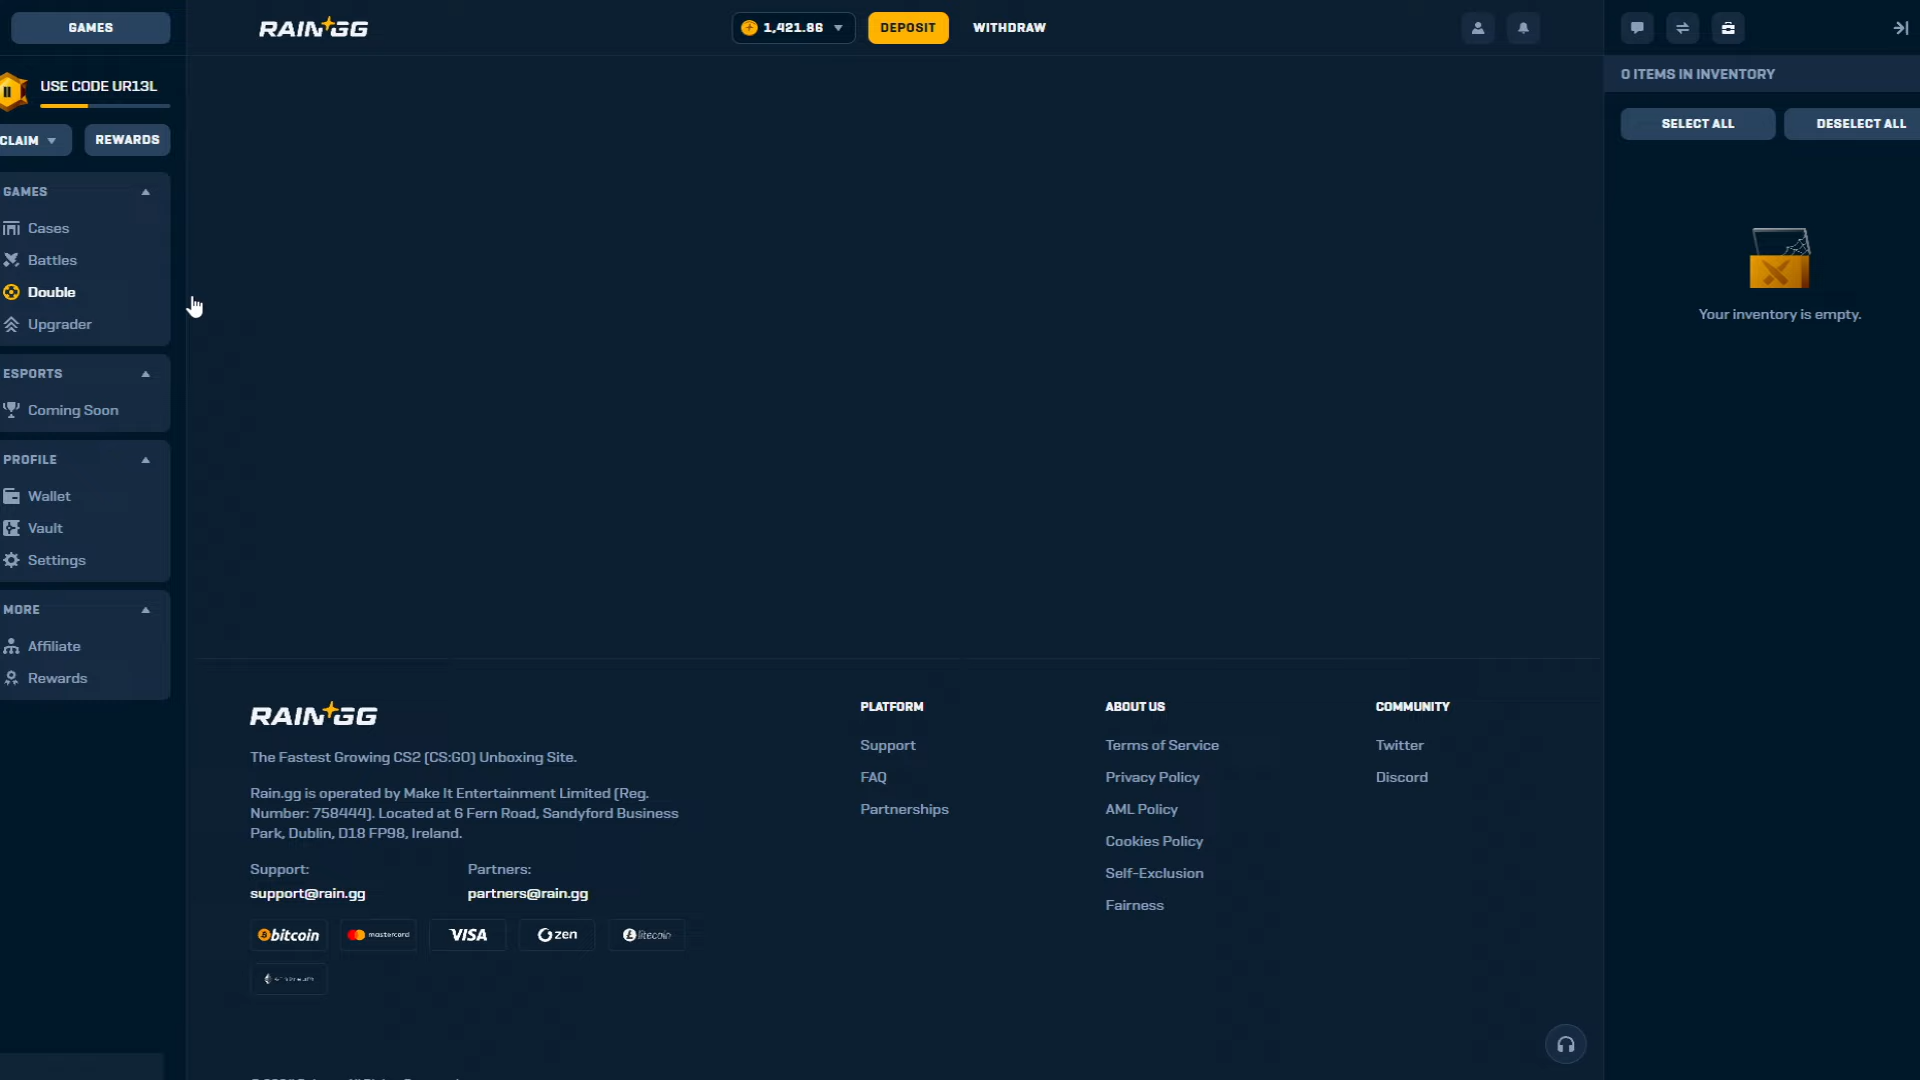 GAMES
RAIN GG
1,421.86
DEPOSIT
WITHDRAW
USE CODE UR13L
CLAIM
REWARDS
GAMES
Cases
Battles
Double
Upgrader
ESPORTS
Coming Soon
PROFILE
Wallet
Vault
Settings
MORE
Affiliate
Rewards
0 ITEMS IN INVENTORY
SELECT ALL
DESELECT ALL
Your inventory is empty.
RAIN GG
The Fastest Growing CS2 (CS:GO) Unboxing Site.
Rain.gg is operated by Make It Entertainment Limited (Reg.
Number: 758444). Located at 6 Fern Road, Sandyford Business
Park, Dublin, D18 FP98, Ireland.
Support:
support@rain.gg
Partners:
partners@rain.gg
bitcoin
mastercard
VISA
zen
litecoin
PLATFORM
Support
FAQ
Partnerships
ABOUT US
Terms of Service
Privacy Policy
AML Policy
Cookies Policy
Self-Exclusion
Fairness
COMMUNITY
Twitter
Discord